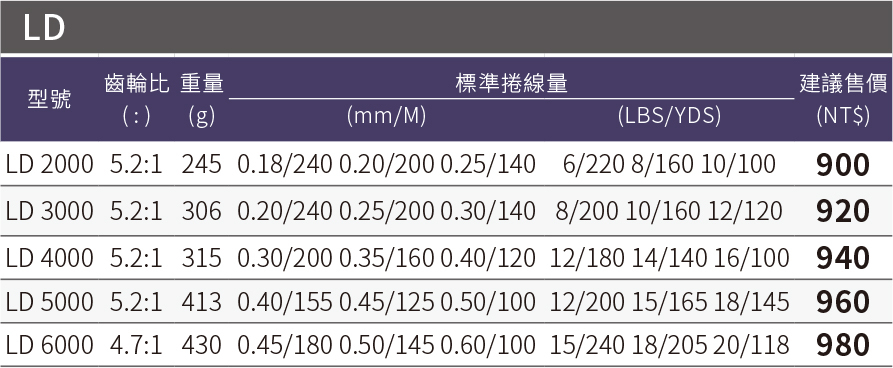 LD
型號 齒輪比 重量 標準捲線量 建議售價
( : ) (g) (mm/M) (LBS/YDS) (NT$)
LD 2000 5.2:1 245 0.18/240 0.20/200 0.25/140 6/220 8/160 10/100 900
LD 3000 5.2:1 306 0.20/240 0.25/200 0.30/140 8/200 10/160 12/120 920
LD 4000 5.2:1 315 0.30/200 0.35/160 0.40/120 12/180 14/140 16/100 940
LD 5000 5.2:1 413 0.40/155 0.45/125 0.50/100 12/200 15/165 18/145 960
LD 6000 4.7:1 430 0.45/180 0.50/145 0.60/100 15/240 18/205 20/118 980